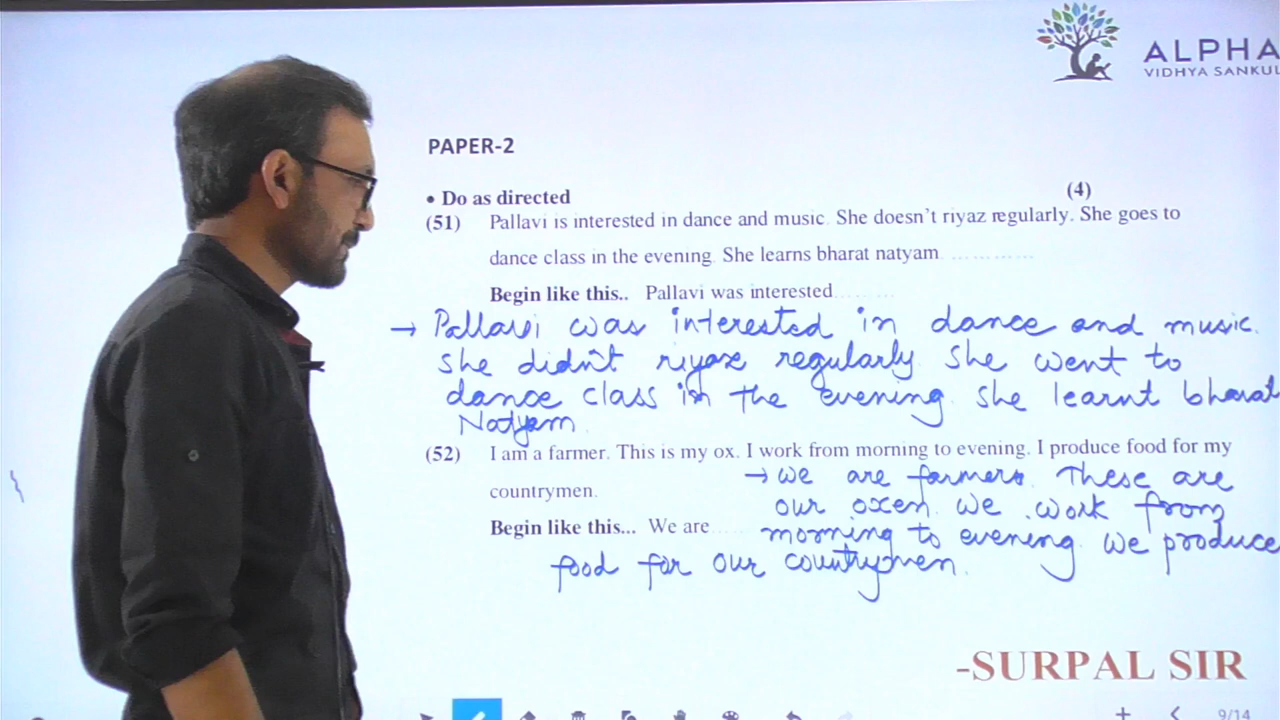 ALPHA
VIDHYA SANKUL
PAPER-2
• Do as directed
(4)
(51) Pallavi is interested in dance and music. She doesn't riyaz regularly. She goes to
dance class in the evening. She learns bharat natyam ..............
Begin like this.. Pallavi was interested.........
→ Pallavi was interested in dance and music.
She didn't riyaz regularly. She went to
dance class in the evening. She learnt bharat
Natyam.
(52) I am a farmer. This is my ox. I work from morning to evening. I produce food for my
→ we are farmers. These are
countrymen.
our oxen. we work from
Begin like this... We are.....
morning to evening. we produce
food for our countrymen.
-SURPAL SIR
9/14